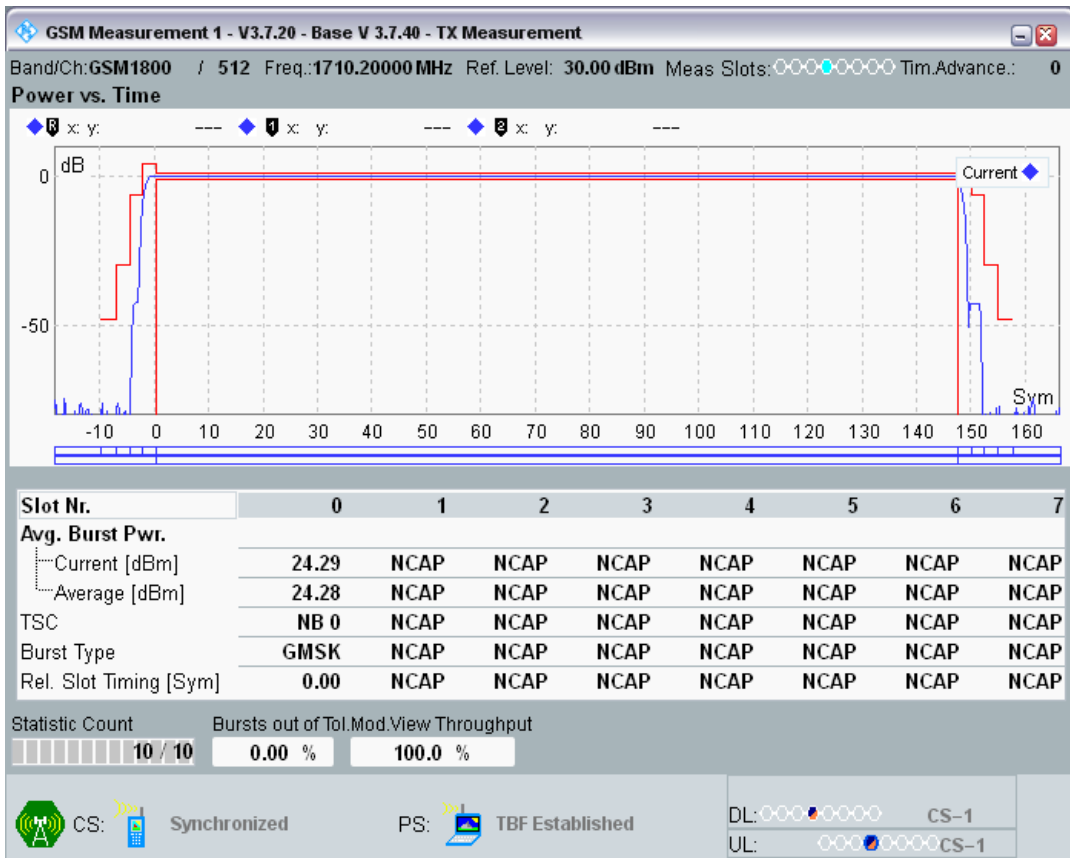 GSM Measurement 1 - V3.7.20 - Base V 3.7.40 - TX Measurement
Band/Ch:GSM1800 / 512 Freq.:1710.20000 MHz Ref. Level: 30.00 dBm Meas Slots: Tim.Advance.: 0
Power vs. Time
R x: y: --- 1 x: y: --- 2 x: y: ---
dB
Current
0
-50
Sym
-10 0 10 20 30 40 50 60 70 80 90 100 110 120 130 140 150 160
Slot Nr. 0 1 2 3 4 5 6 7
Avg. Burst Pwr.
Current [dBm] 24.29 NCAP NCAP NCAP NCAP NCAP NCAP NCAP
Average [dBm] 24.28 NCAP NCAP NCAP NCAP NCAP NCAP NCAP
TSC NB 0 NCAP NCAP NCAP NCAP NCAP NCAP NCAP
Burst Type GMSK NCAP NCAP NCAP NCAP NCAP NCAP NCAP
Rel. Slot Timing [Sym] 0.00 NCAP NCAP NCAP NCAP NCAP NCAP NCAP
Statistic Count Bursts out of Tol. Mod.View Throughput
10 / 10 0.00 % 100.0 %
CS: Synchronized PS: TBF Established
DL: CS-1
UL: CS-1